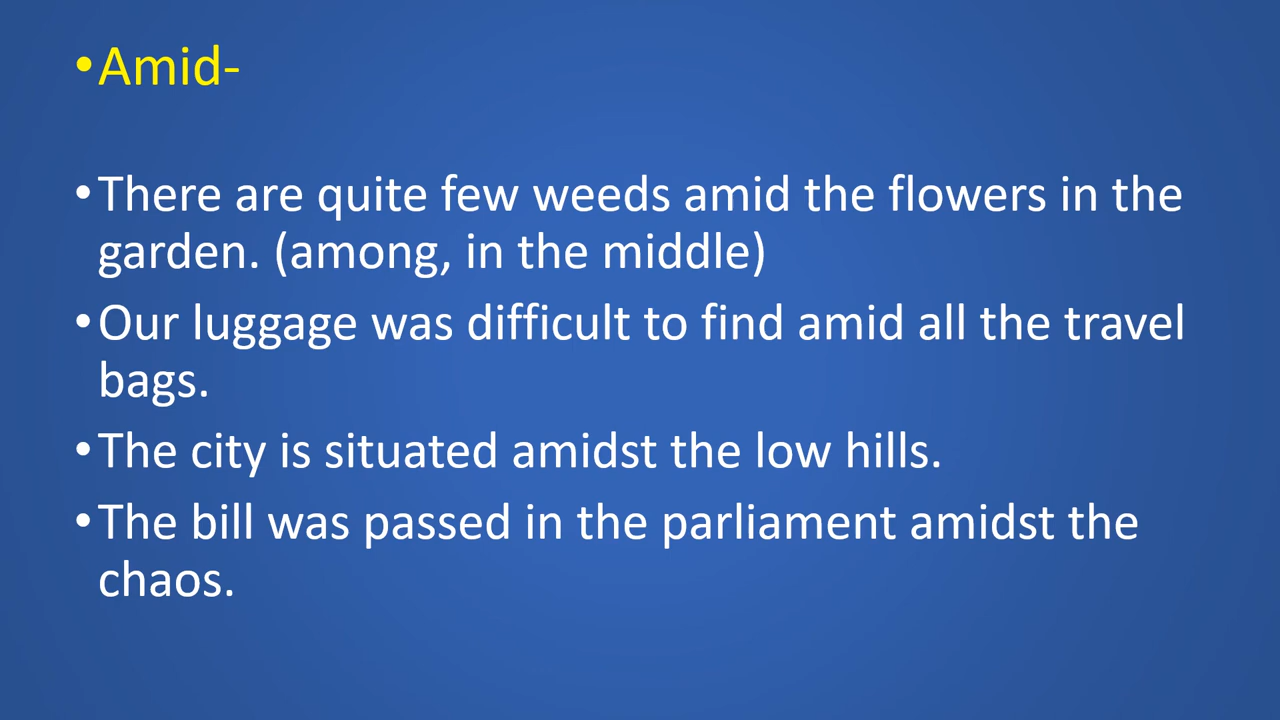 •Amid-
•There are quite few weeds amid the flowers in the
garden. (among, in the middle)
•Our luggage was difficult to find amid all the travel
bags.
•The city is situated amidst the low hills.
•The bill was passed in the parliament amidst the
chaos.